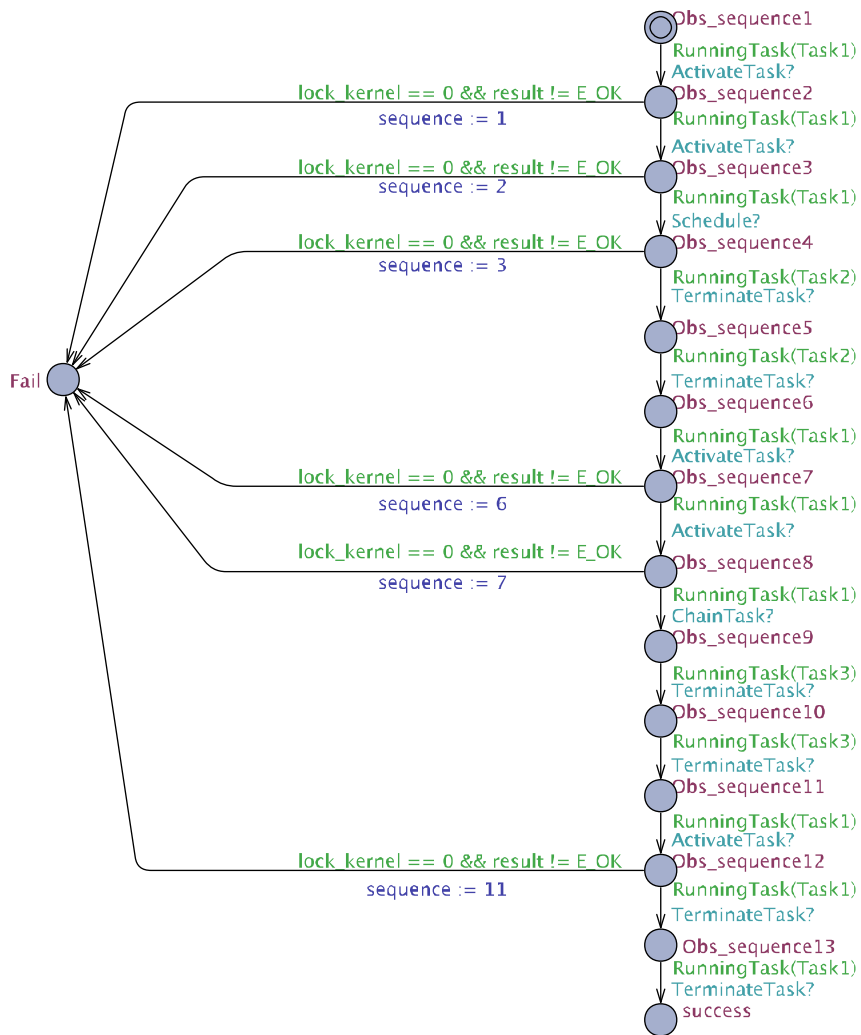 Obs_sequence1
RunningTask(Task1)
ActivateTask?
lock_kernel == 0 && result != E_OK
Obs_sequence2
sequence := 1
RunningTask(Task1)
ActivateTask?
lock_kernel == 0 && result != E_OK
Obs_sequence3
sequence := 2
RunningTask(Task1)
Schedule?
lock_kernel == 0 && result != E_OK
Obs_sequence4
sequence := 3
RunningTask(Task2)
TerminateTask?
Obs_sequence5
RunningTask(Task2)
Fail
TerminateTask?
Obs_sequence6
RunningTask(Task1)
ActivateTask?
lock_kernel == 0 && result != E_OK
Obs_sequence7
sequence := 6
RunningTask(Task1)
ActivateTask?
lock_kernel == 0 && result != E_OK
Obs_sequence8
sequence := 7
RunningTask(Task1)
ChainTask?
Obs_sequence9
RunningTask(Task3)
TerminateTask?
Obs_sequence10
RunningTask(Task3)
TerminateTask?
Obs_sequence11
RunningTask(Task1)
ActivateTask?
lock_kernel == 0 && result != E_OK
Obs_sequence12
sequence := 11
RunningTask(Task1)
TerminateTask?
Obs_sequence13
RunningTask(Task1)
TerminateTask?
success